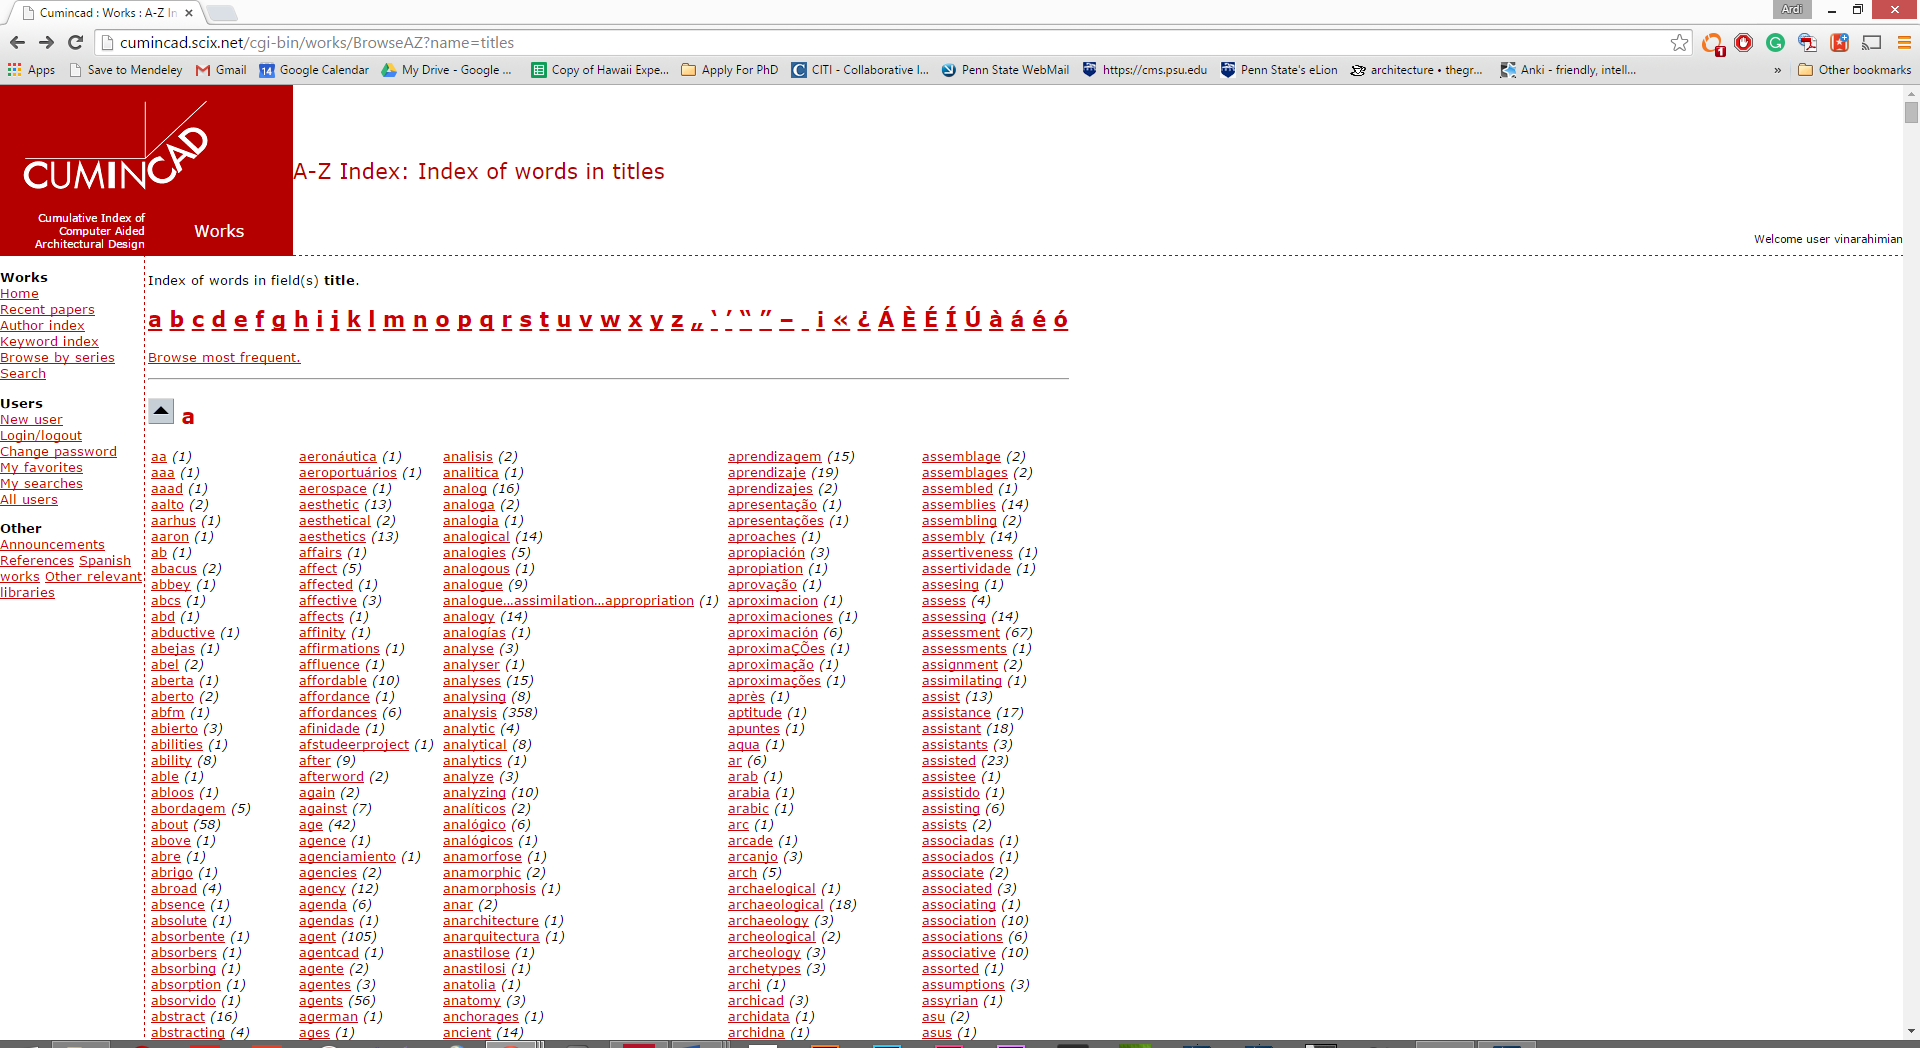 Cumincad : Works : A-Z In
Ardi
cumincad.scix.net/cgi-bin/works/BrowseAZ?name=titles
Apps Save to Mendeley Gmail Google Calendar My Drive - Google ... Copy of Hawaii Expe... Apply For PhD CITI - Collaborative I... Penn State WebMail https://cms.psu.edu Penn State's eLion architecture • thegr... Anki - friendly, intell... » Other bookmarks
CUMINCAD
Cumulative Index of
Computer Aided
Architectural Design
Works
A-Z Index: Index of words in titles
Welcome user vinarahimian
Works
Home
Recent papers
Author index
Keyword index
Browse by series
Search
Users
New user
Login/logout
Change password
My favorites
My searches
All users
Other
Announcements
References Spanish
works Other relevant
libraries
Index of words in field(s) title.
a b c d e f g h i j k l m n o p q r s t u v w x y z „ ‘ ’ “ ” – ¡ « ¿ Á È É Í Ú à á é ó
Browse most frequent.
a
aa (1)
aaa (1)
aaad (1)
aalto (2)
aarhus (1)
aaron (1)
ab (1)
abacus (2)
abbey (1)
abcs (1)
abd (1)
abductive (1)
abejas (1)
abel (2)
aberta (1)
aberto (2)
abfm (1)
abierto (3)
abilities (1)
ability (8)
able (1)
abloos (1)
abordagem (5)
about (58)
above (1)
abre (1)
abrigo (1)
abroad (4)
absence (1)
absolute (1)
absorbente (1)
absorbers (1)
absorbing (1)
absorption (1)
absorvido (1)
abstract (16)
abstracting (4)
aeronáutica (1)
aeroportuários (1)
aerospace (1)
aesthetic (13)
aesthetical (2)
aesthetics (13)
affairs (1)
affect (5)
affected (1)
affective (3)
affects (1)
affinity (1)
affirmations (1)
affluence (1)
affordable (10)
affordance (1)
affordances (6)
afinidade (1)
afstudeerproject (1)
after (9)
afterword (2)
again (2)
against (7)
age (42)
agence (1)
agenciamiento (1)
agencies (2)
agency (12)
agenda (6)
agendas (1)
agent (105)
agentcad (1)
agente (2)
agentes (3)
agents (56)
agerman (1)
ages (1)
analisis (2)
analitica (1)
analog (16)
analoga (2)
analogia (1)
analogical (14)
analogies (5)
analogous (1)
analogue (9)
analogue...assimilation...appropriation (1)
analogy (14)
analogías (1)
analyse (3)
analyser (1)
analyses (15)
analysing (8)
analysis (358)
analytic (4)
analytical (8)
analytics (1)
analyze (3)
analyzing (10)
analíticos (2)
analógico (6)
analógicos (1)
anamorfose (1)
anamorphic (2)
anamorphosis (1)
anar (2)
anarchitecture (1)
anarquitectura (1)
anastilose (1)
anastilosi (1)
anatolia (1)
anatomy (3)
anchorages (1)
ancient (14)
aprendizagem (15)
aprendizaje (19)
aprendizajes (2)
apresentação (1)
apresentações (1)
aproaches (1)
apropiación (3)
apropiation (1)
aprovação (1)
aproximacion (1)
aproximaciones (1)
aproximación (6)
aproximaÇÕes (1)
aproximação (1)
aproximações (1)
après (1)
aptitude (1)
apuntes (1)
aqua (1)
ar (6)
arab (1)
arabia (1)
arabic (1)
arc (1)
arcade (1)
arcanjo (3)
arch (5)
archaelogical (1)
archaeological (18)
archaeology (3)
archeological (2)
archeology (3)
archetypes (3)
archi (1)
archicad (3)
archidata (1)
archidna (1)
assemblage (2)
assemblages (2)
assembled (1)
assemblies (14)
assembling (2)
assembly (14)
assertiveness (1)
assertividade (1)
assesing (1)
assess (4)
assessing (14)
assessment (67)
assessments (1)
assignment (2)
assimilating (1)
assist (13)
assistance (17)
assistant (18)
assistants (3)
assisted (23)
assistee (1)
assistido (1)
assisting (6)
assists (2)
associadas (1)
associados (1)
associate (2)
associated (3)
associating (1)
association (10)
associations (6)
associative (10)
assorted (1)
assumptions (3)
assyrian (1)
asu (2)
asus (1)